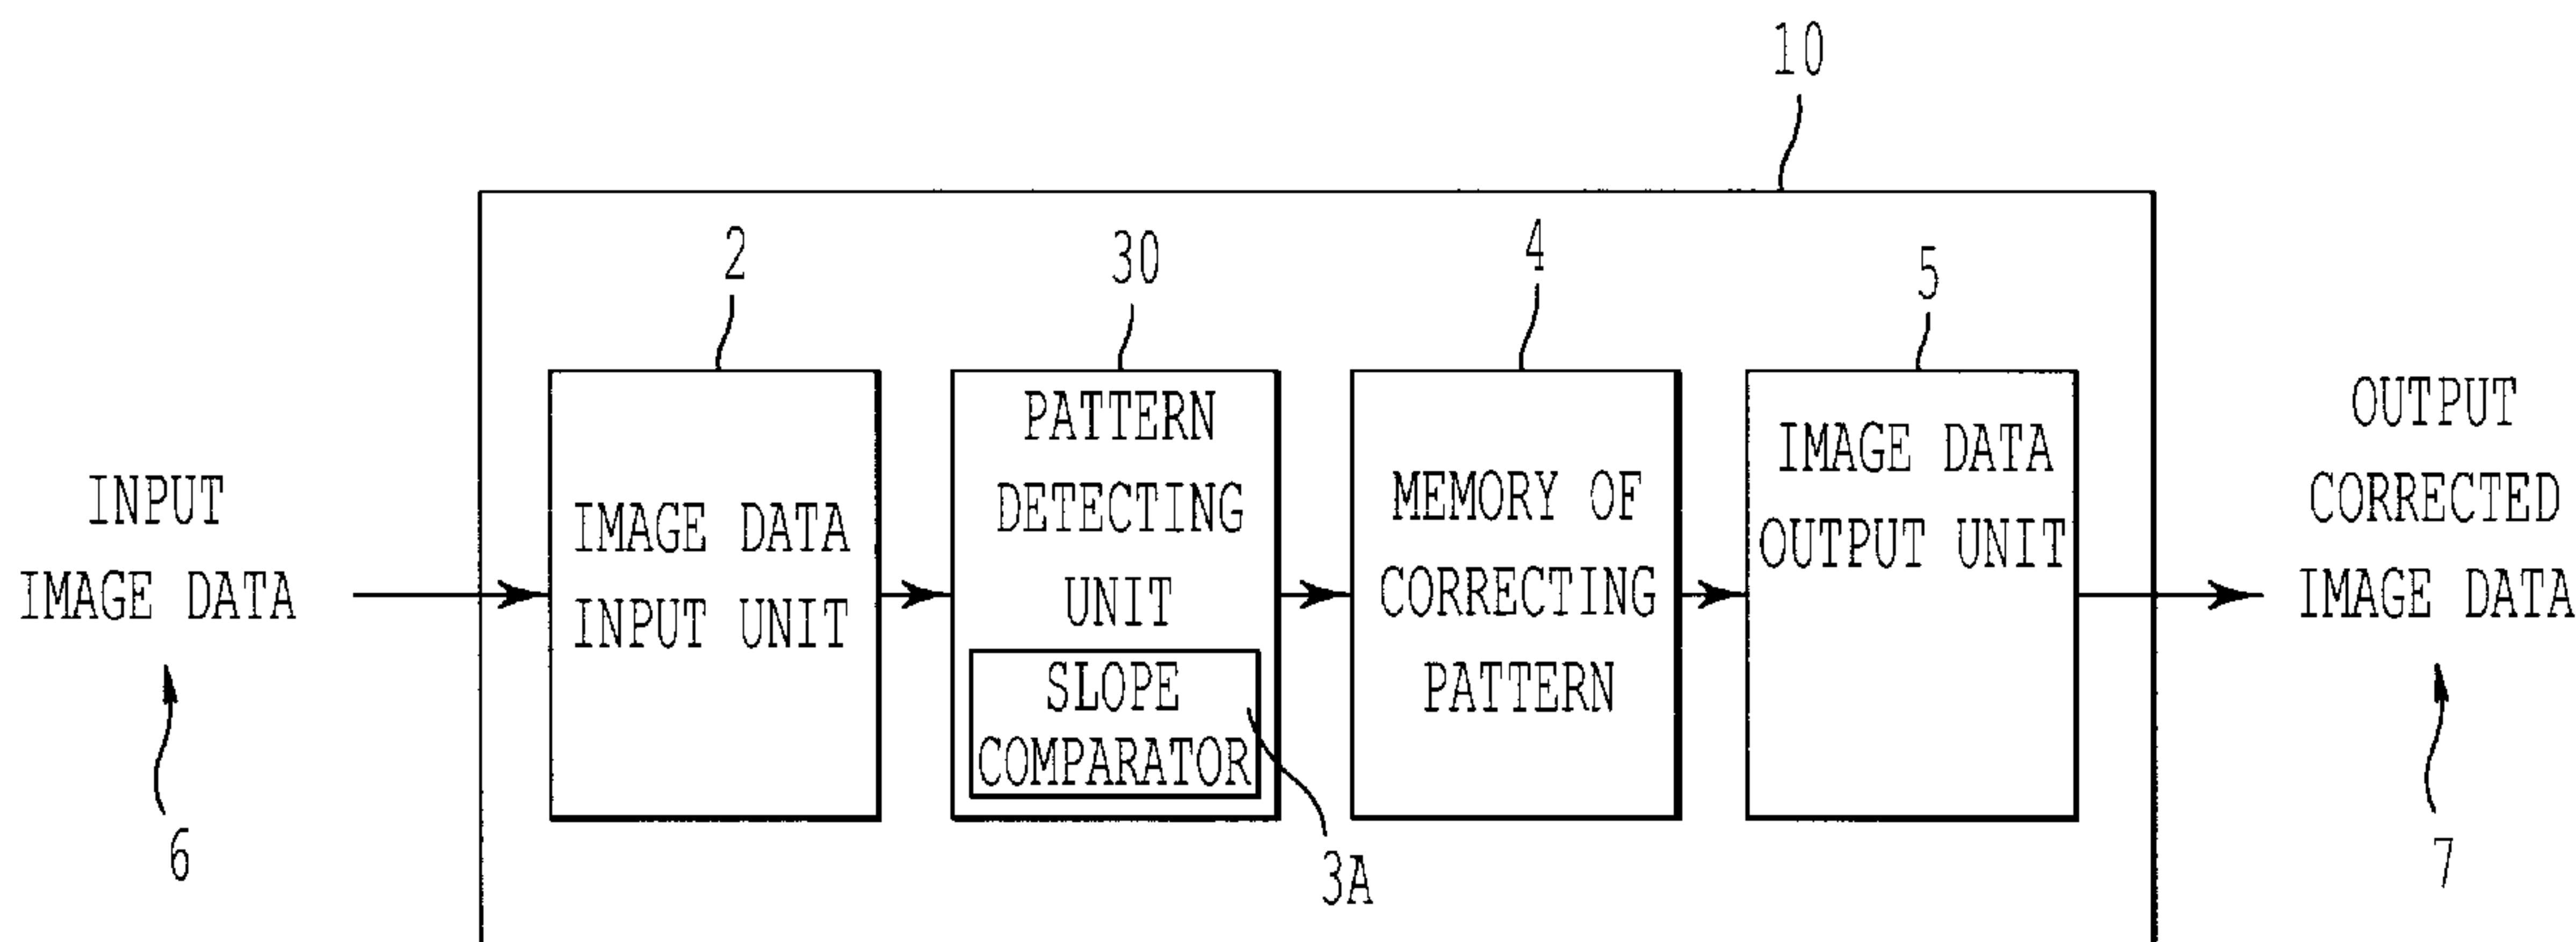 10
2
30
4
5
INPUT
IMAGE DATA
6
IMAGE DATA
INPUT UNIT
PATTERN
DETECTING
UNIT
SLOPE
COMPARATOR
3A
MEMORY OF
CORRECTING
PATTERN
IMAGE DATA
OUTPUT UNIT
OUTPUT
CORRECTED
IMAGE DATA
7